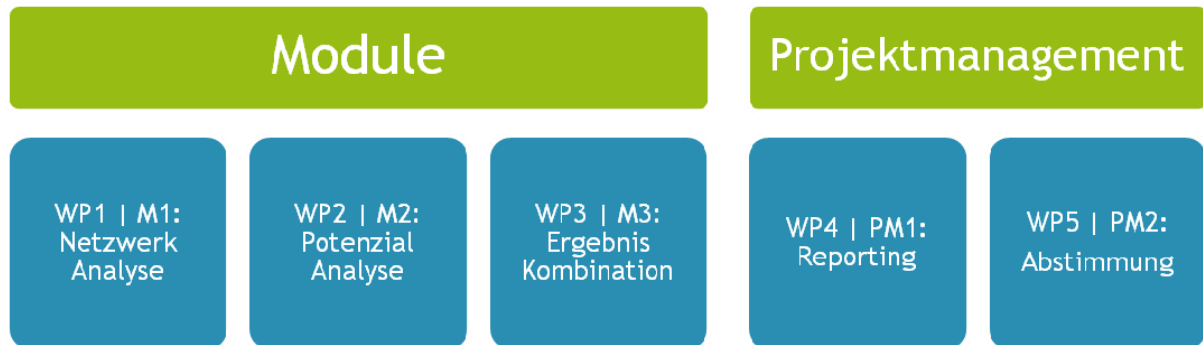 Module
Projektmanagement
WP1 | M1:
Netzwerk
Analyse
WP2 | M2:
Potenzial
Analyse
WP3 | M3:
Ergebnis
Kombination
WP4 | PM1:
Reporting
WP5 | PM2:
Abstimmung